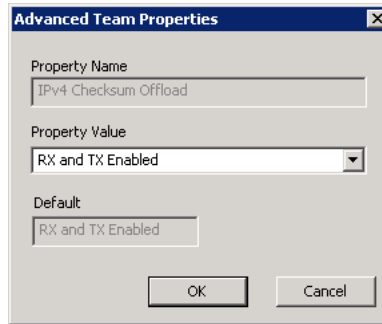 Advanced Team Properties
Property Name
IPv4 Checksum Offload
Property Value
RX and TX Enabled
Default
RX and TX Enabled
OK
Cancel